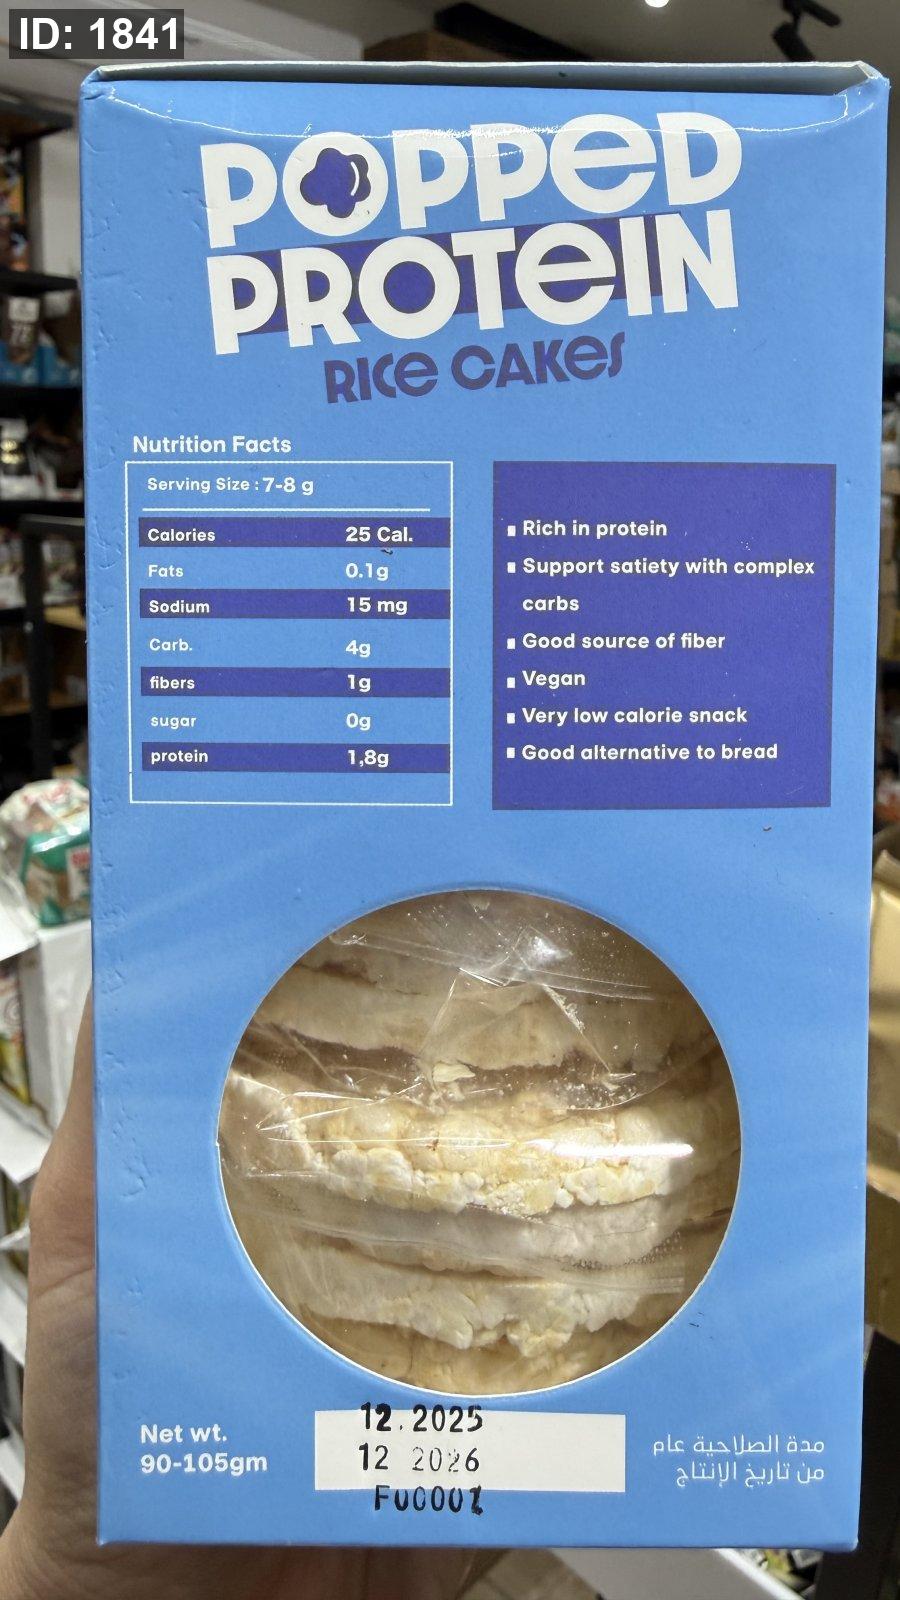 ID: 1841
POPPED
PROTEIN
RICE CAKES
Nutrition Facts
Serving Size : 7-8 g
Calories 25 Cal.
Fats 0.1g
Sodium 15 mg
Carb. 4g
fibers 1g
sugar 0g
protein 1,8g
Rich in protein
Support satiety with complex
carbs
Good source of fiber
Vegan
Very low calorie snack
Good alternative to bread
Net wt.
90-105gm
12.2025
12 2026
مدة الصلاحية عام
من تاريخ الإنتاج